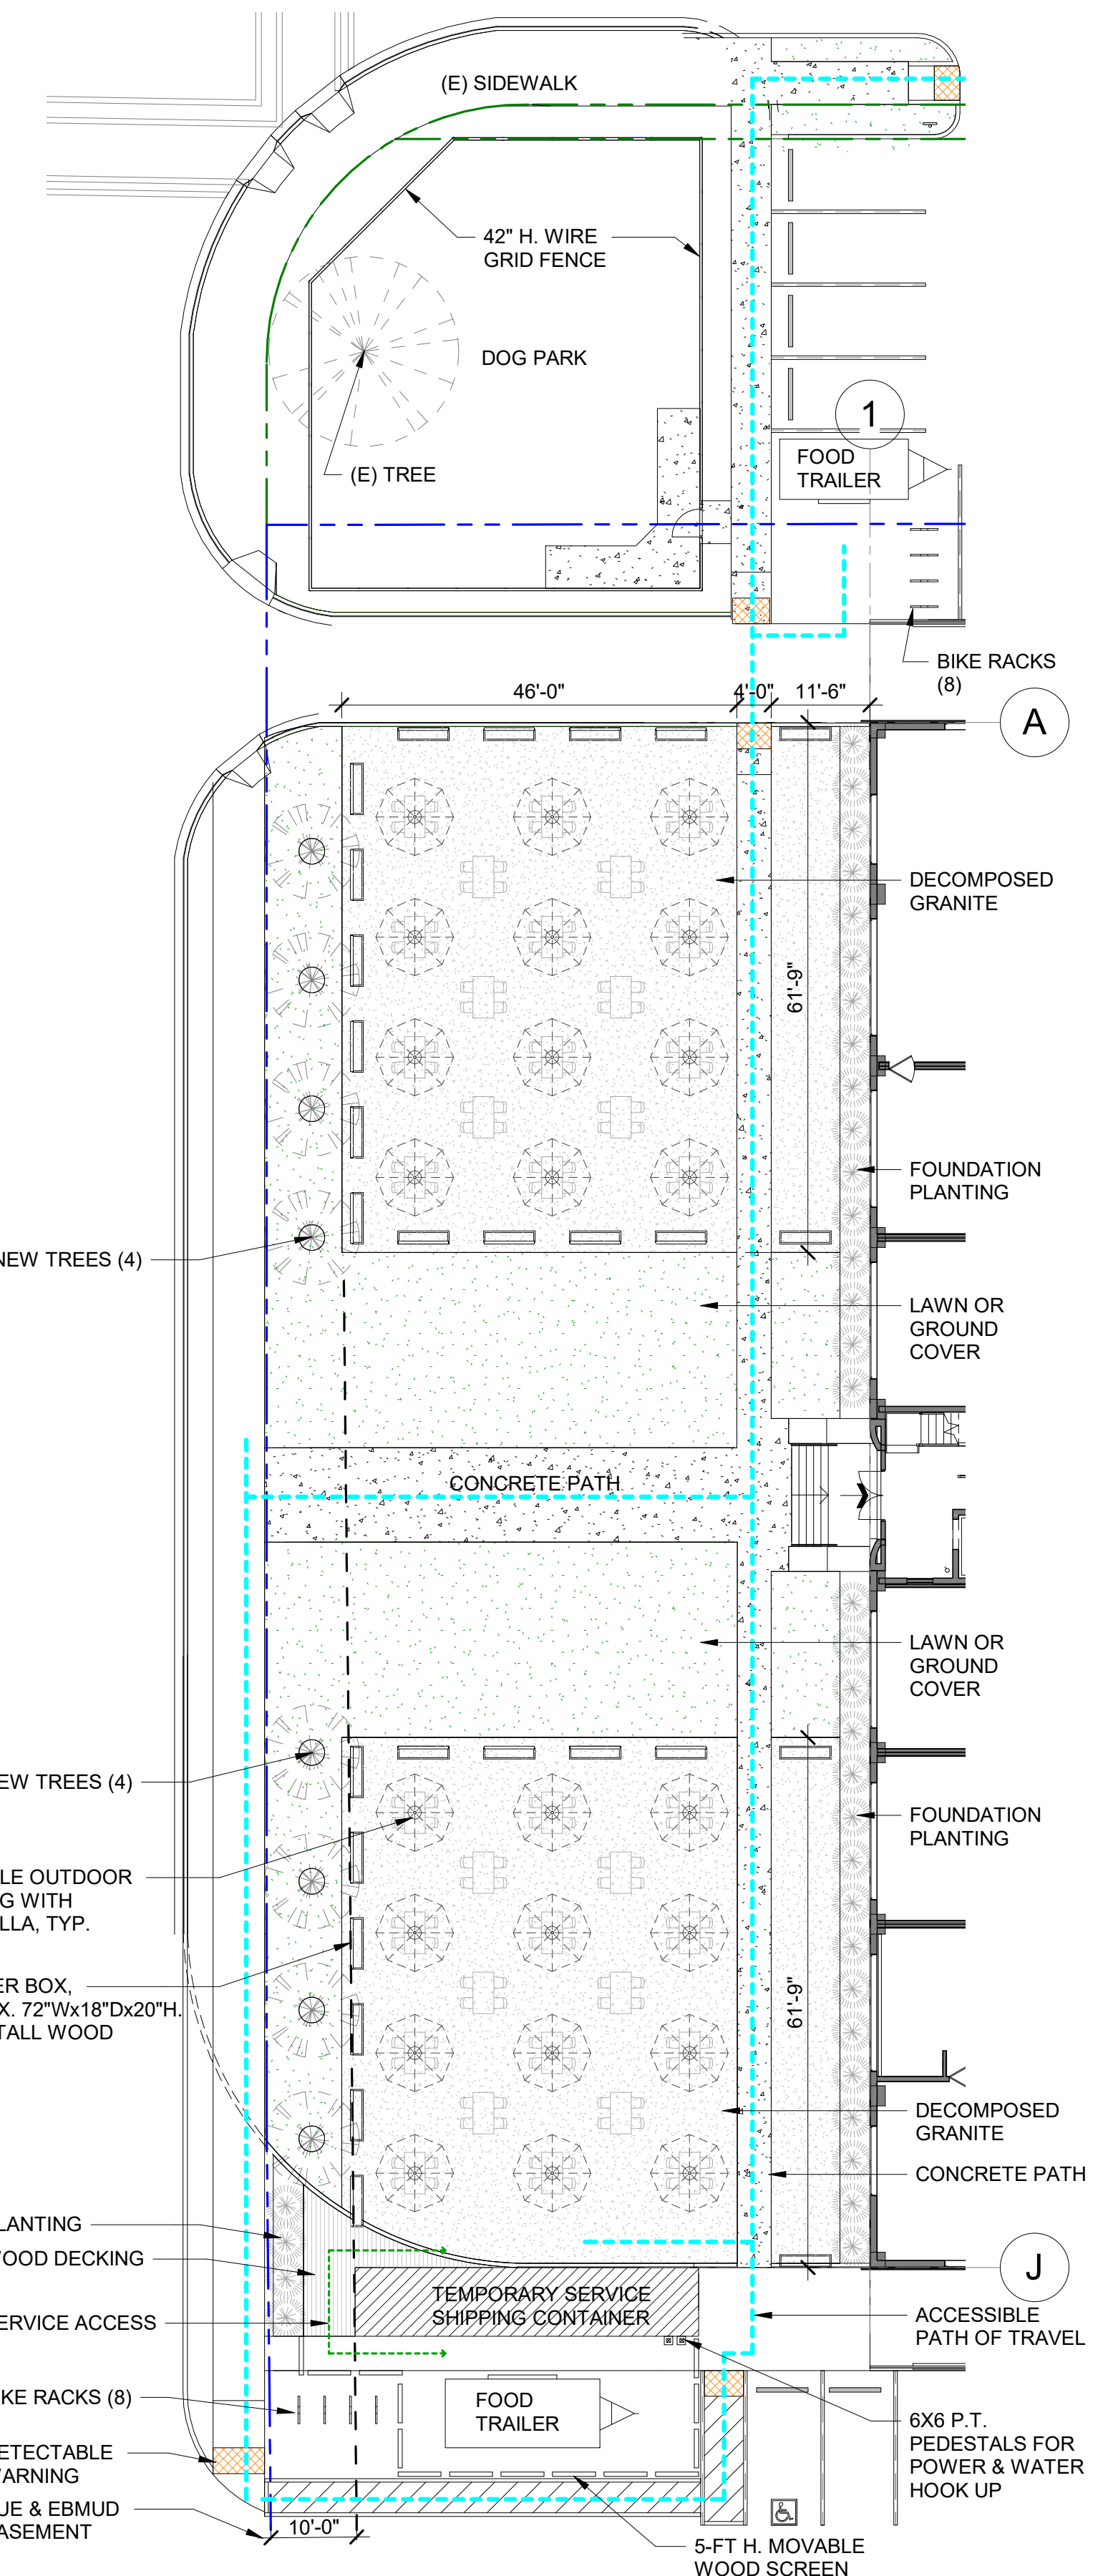 (E) SIDEWALK
42" H. WIRE
GRID FENCE
DOG PARK
(E) TREE
1
FOOD
TRAILER
BIKE RACKS
(8)
46'-0"
4'-0"
11'-6"
A
DECOMPOSED
GRANITE
61'-9"
FOUNDATION
PLANTING
NEW TREES (4)
LAWN OR
GROUND
COVER
CONCRETE PATH
LAWN OR
GROUND
COVER
EW TREES (4)
FOUNDATION
PLANTING
LE OUTDOOR
G WITH
LLA, TYP.
ER BOX,
X. 72"Wx18"Dx20"H.
TALL WOOD
61'-9"
DECOMPOSED
GRANITE
CONCRETE PATH
LANTING
WOOD DECKING
TEMPORARY SERVICE
SHIPPING CONTAINER
ERVICE ACCESS
J
ACCESSIBLE
PATH OF TRAVEL
IKE RACKS (8)
FOOD
TRAILER
6X6 P.T.
PEDESTALS FOR
POWER & WATER
HOOK UP
ETECTABLE
WARNING
UE & EBMUD
ASEMENT
10'-0"
5-FT H. MOVABLE
WOOD SCREEN